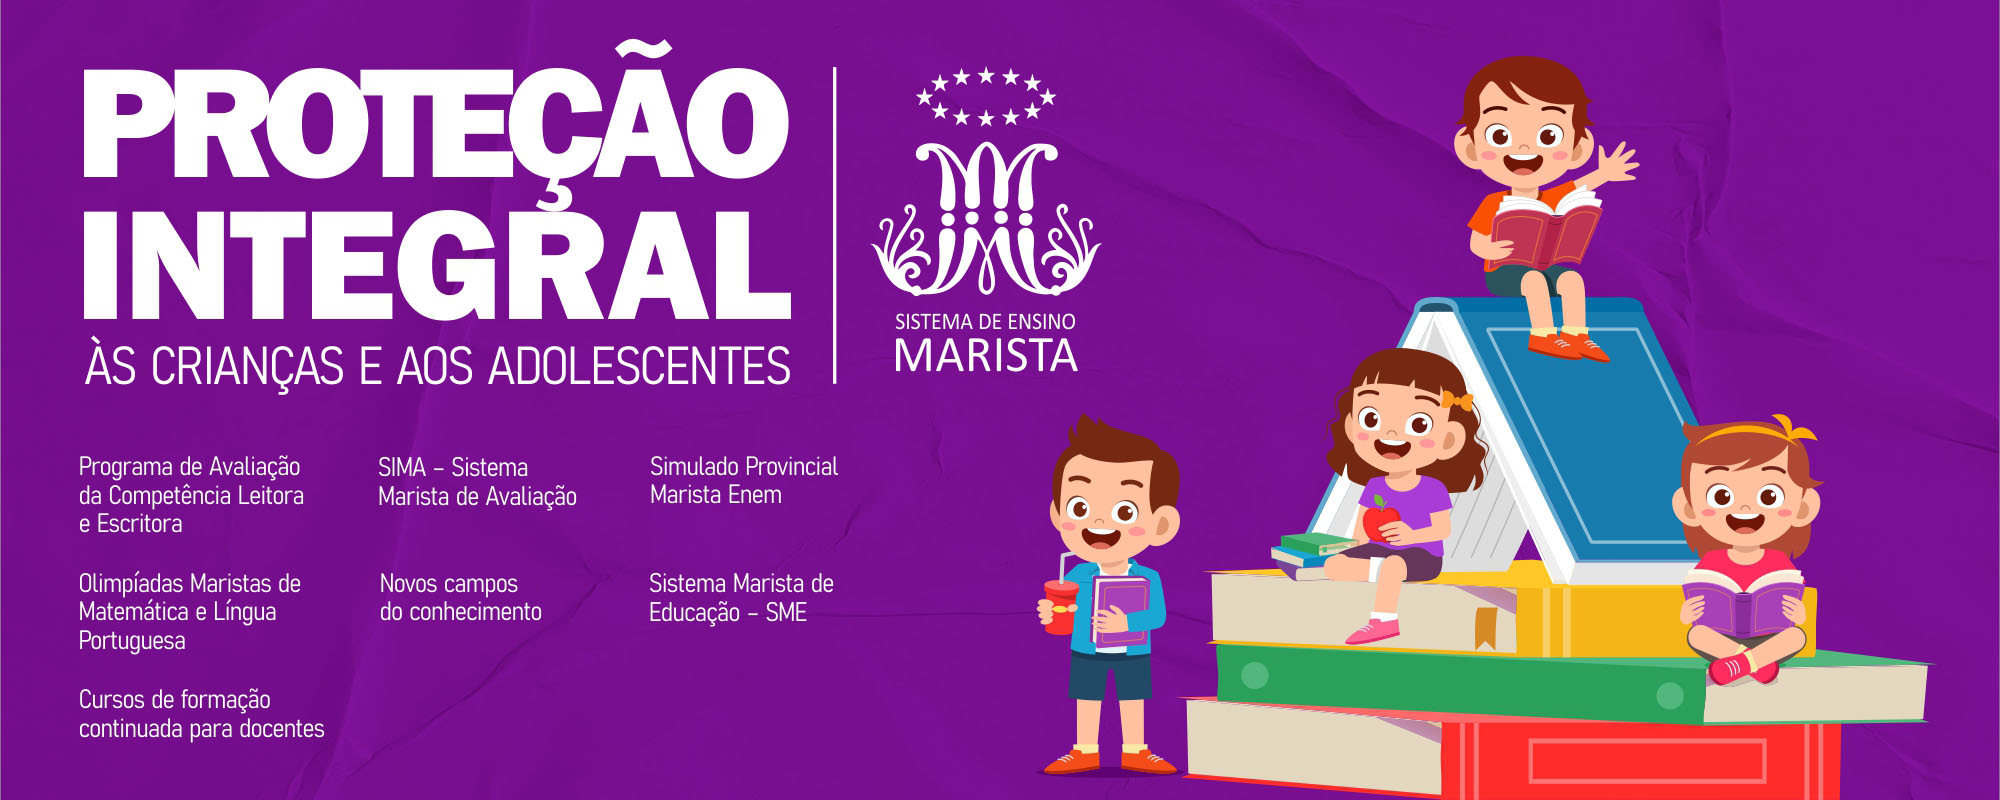 PROTEÇÃO
INTEGRAL
ÀS CRIANÇAS E AOS ADOLESCENTES
SISTEMA DE ENSINO
MARISTA
Programa de Avaliação
da Competência Leitora
e Escritora
SIMA – Sistema
Marista de Avaliação
Simulado Provincial
Marista Enem
Olimpíadas Maristas de
Matemática e Língua
Portuguesa
Novos campos
do conhecimento
Sistema Marista de
Educação – SME
Cursos de formação
continuada para docentes